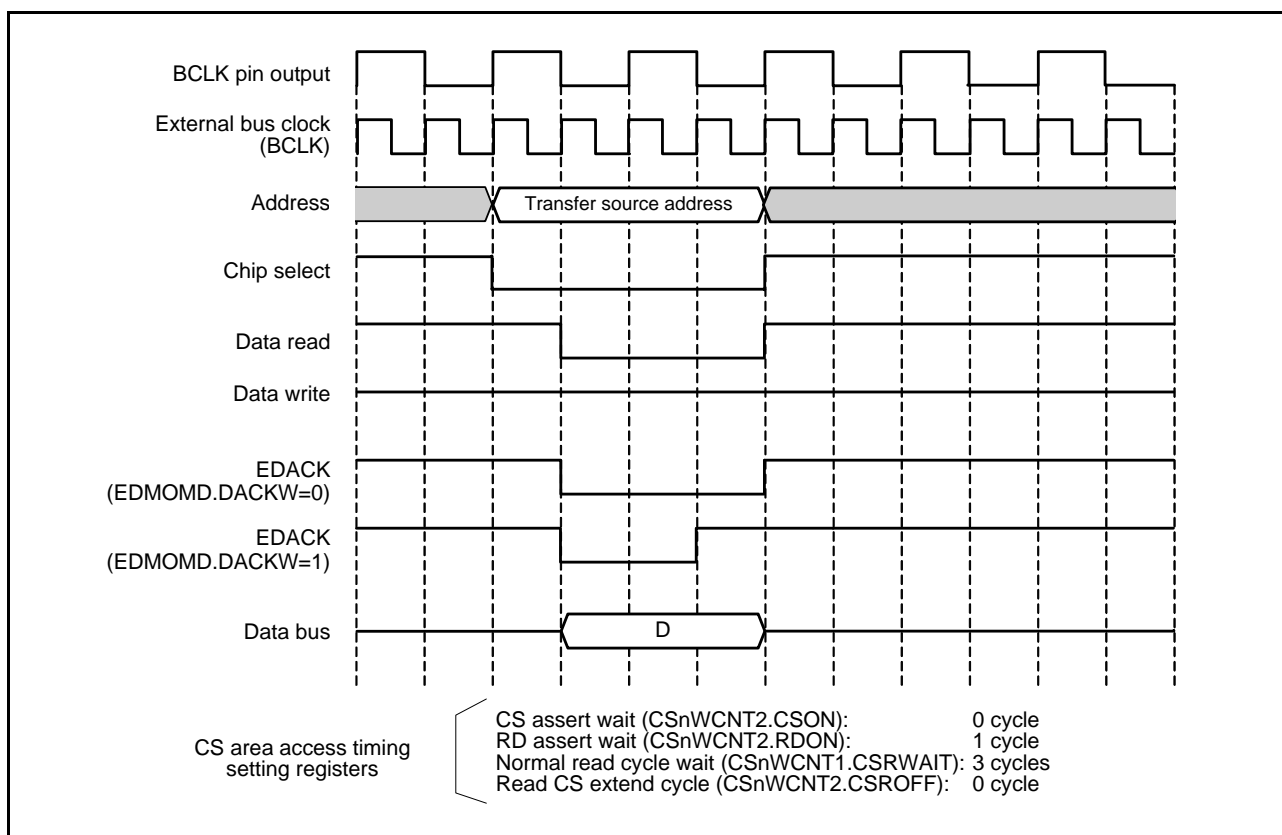 BCLK pin output
External bus clock
(BCLK)
Address
Transfer source address
Chip select
Data read
Data write
EDACK
(EDMOMD.DACKW=0)
EDACK
(EDMOMD.DACKW=1)
Data bus
D
CS area access timing
setting registers
CS assert wait (CSnWCNT2.CSON): 0 cycle
RD assert wait (CSnWCNT2.RDON): 1 cycle
Normal read cycle wait (CSnWCNT1.CSRWAIT): 3 cycles
Read CS extend cycle (CSnWCNT2.CSROFF): 0 cycle